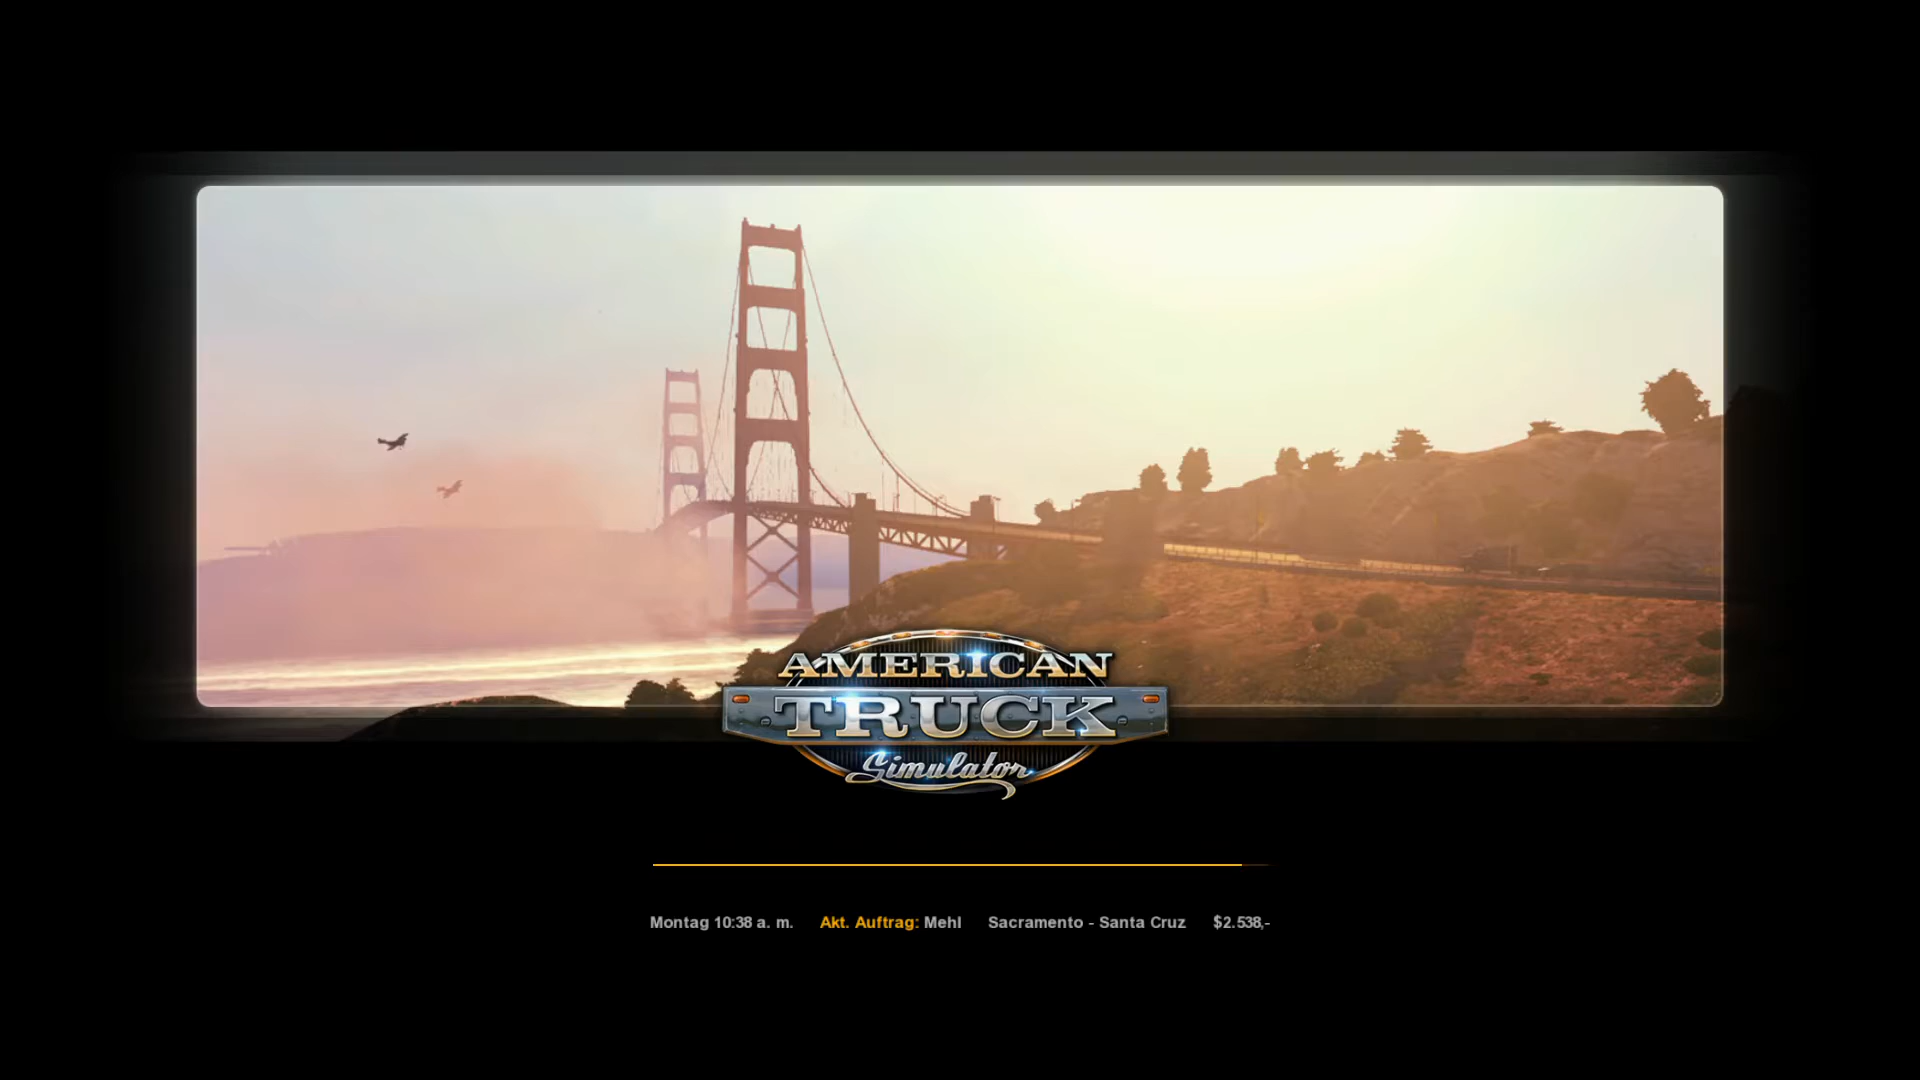 AMERICAN
TRUCK
Simulator
Montag 10:38 a. m. Akt. Auftrag: Mehl Sacramento - Santa Cruz $2.538,-